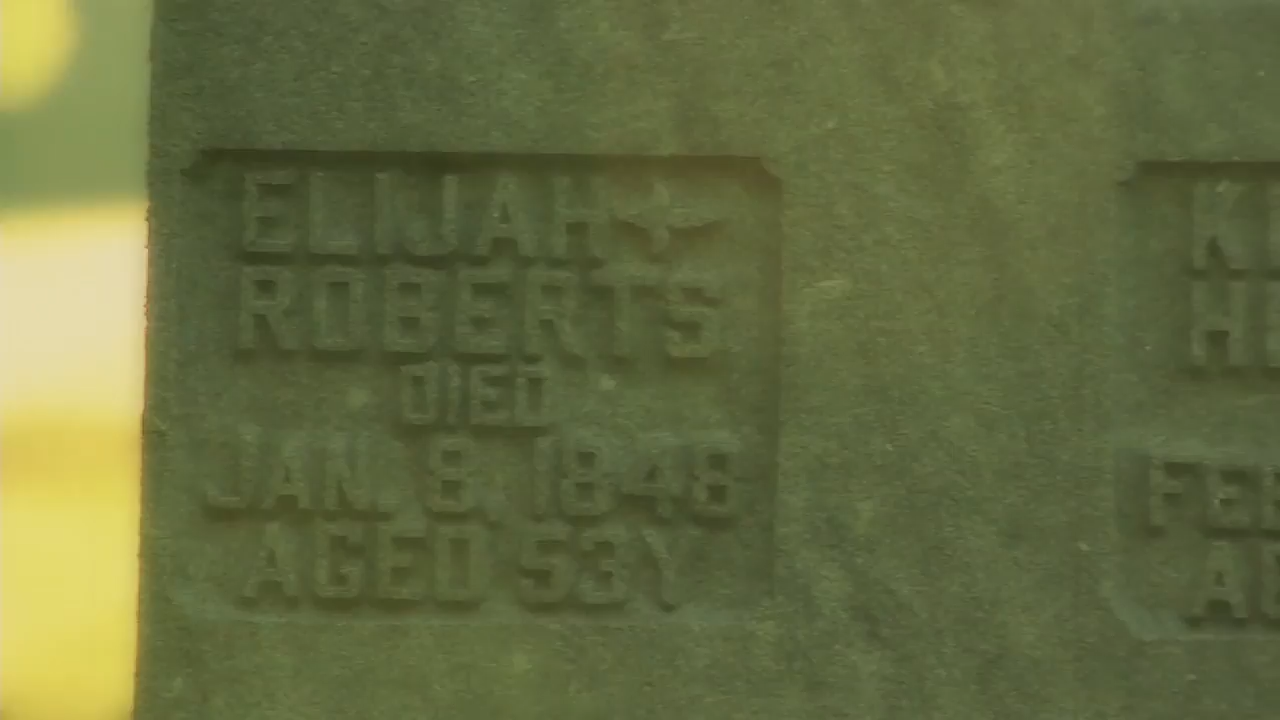 ELIJAH
ROBERTS
DIED
JAN. 8, 1848
AGED 53Y